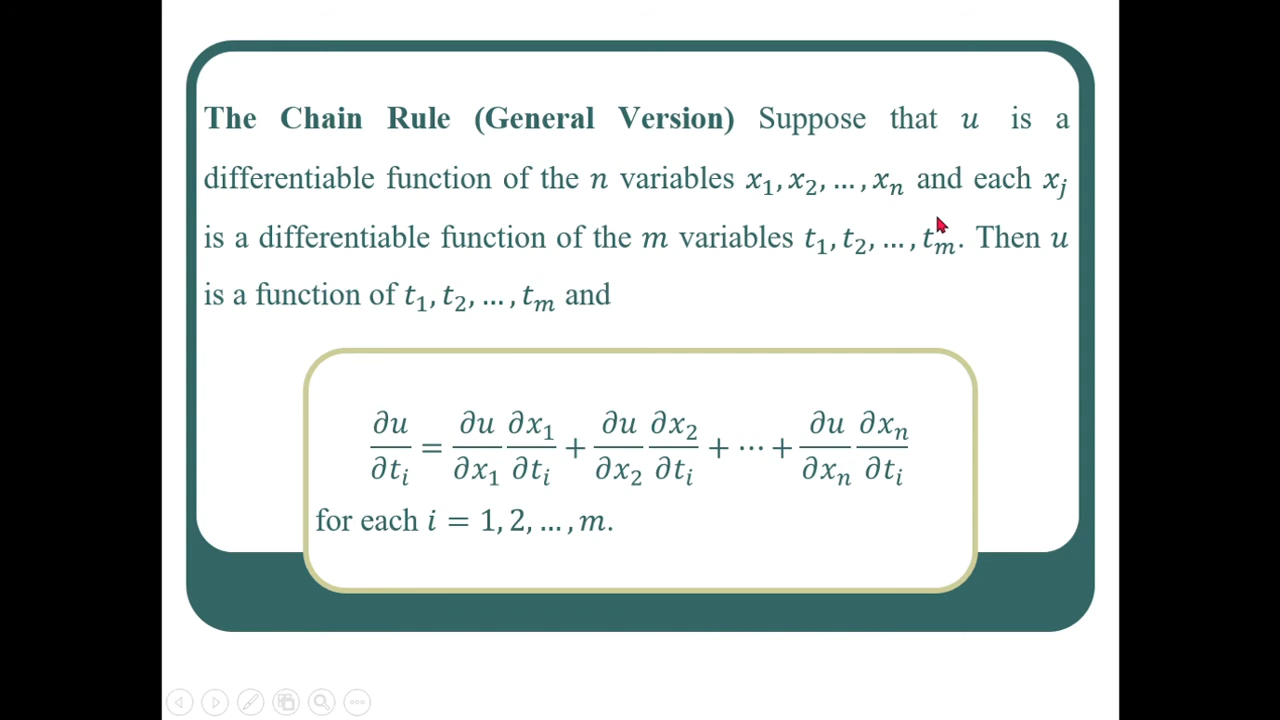 The Chain Rule (General Version) Suppose that u is a
differentiable function of the n variables x₁, x₂, …, xₙ and each xⱼ
is a differentiable function of the m variables t₁, t₂, …, tₘ. Then u
is a function of t₁, t₂, …, tₘ and
∂u/∂tᵢ = ∂u/∂x₁ ∂x₁/∂tᵢ + ∂u/∂x₂ ∂x₂/∂tᵢ + ⋯ + ∂u/∂xₙ ∂xₙ/∂tᵢ
for each i = 1, 2, …, m.